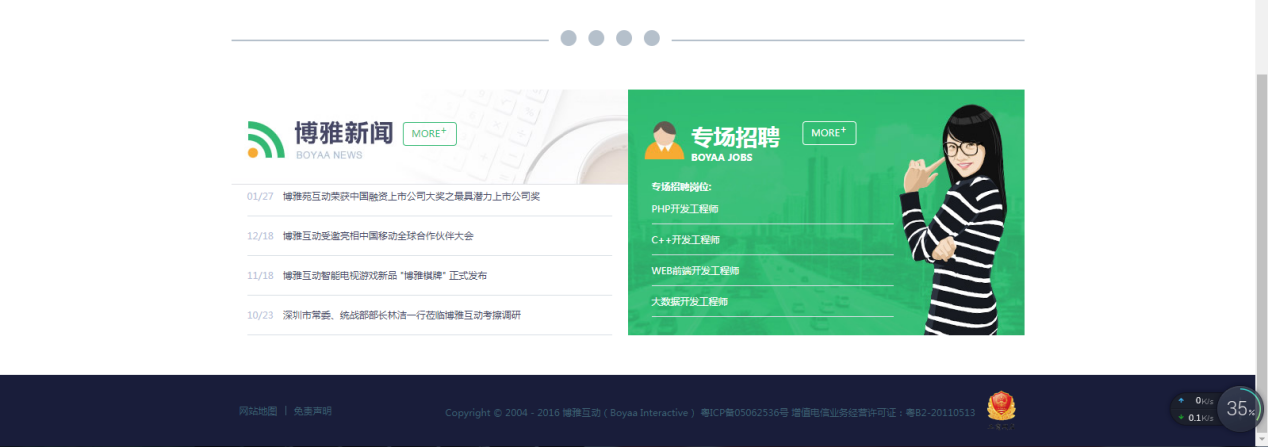 博雅新闻 MORE+
BOYAA NEWS
01/27 博雅苑互动荣获中国融资上市公司大奖之最具潜力上市公司奖
12/18 博雅互动受邀亮相中国移动全球合作伙伴大会
11/18 博雅互动智能电视游戏新品 "博雅棋牌" 正式发布
10/23 深圳市常委、统战部部长林洁一行莅临博雅互动考察调研
专场招聘 MORE+
BOYAA JOBS
专场招聘岗位:
PHP开发工程师
C++开发工程师
WEB前端开发工程师
大数据开发工程师
网站地图 | 免责声明
Copyright © 2004 - 2016 博雅互动 ( Boyaa Interactive ) 粤ICP备05062536号 增值电信业务经营许可证：粤B2-20110513
0K/s
0.1K/s
35%